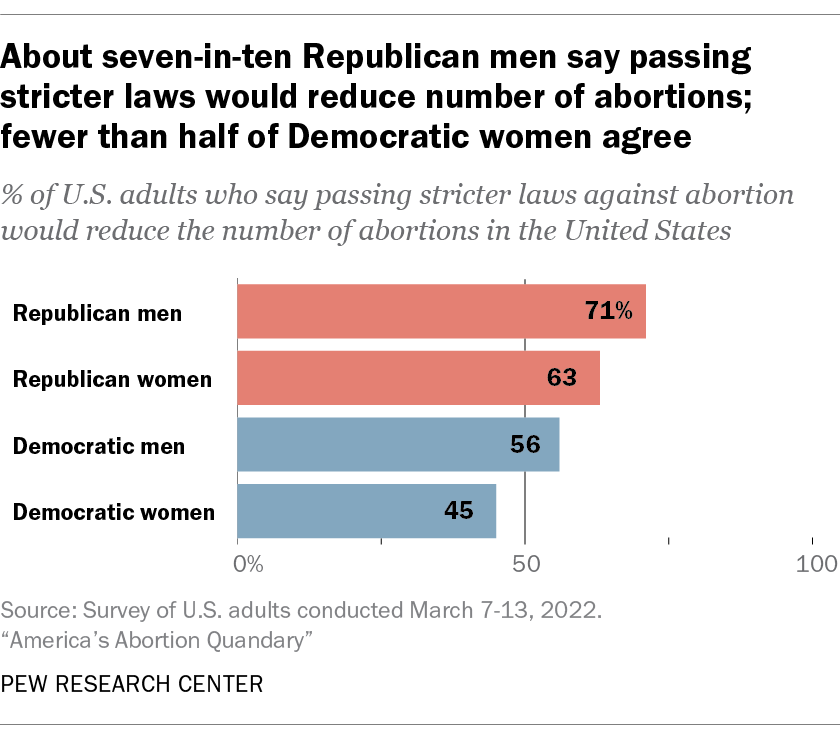 About seven-in-ten Republican men say passing
stricter laws would reduce number of abortions;
fewer than half of Democratic women agree
% of U.S. adults who say passing stricter laws against abortion
would reduce the number of abortions in the United States
Republican men 71%
Republican women 63
Democratic men 56
Democratic women 45
0% 50 100
Source: Survey of U.S. adults conducted March 7-13, 2022.
“America’s Abortion Quandary”
PEW RESEARCH CENTER